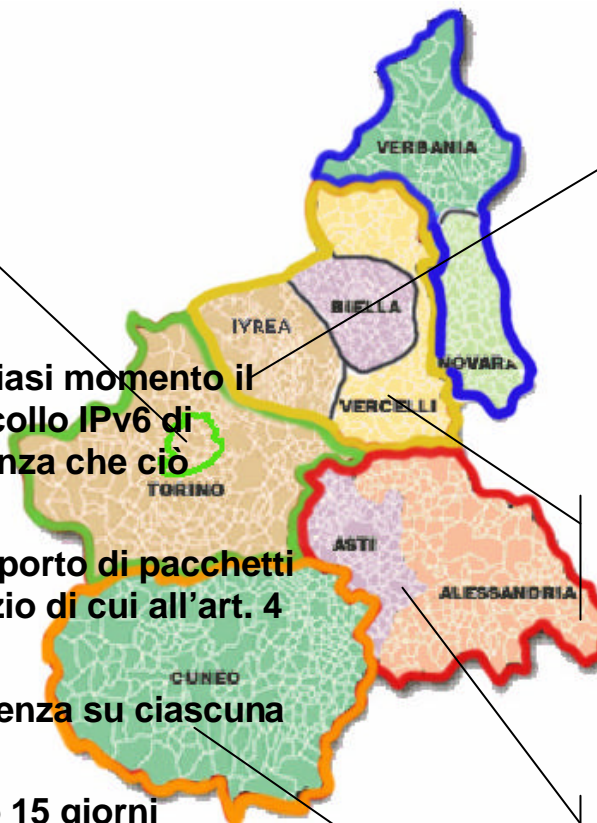 VERBANIA
BIELLA
IVREA
NOVARA
iasi momento il
VERCELLI
collo IPv6 di
nza che ciò
TORINO
ASTI
porto di pacchetti
zio di cui all'art. 4
ALESSANDRIA
CUNEO
enza su ciascuna
15 giorni